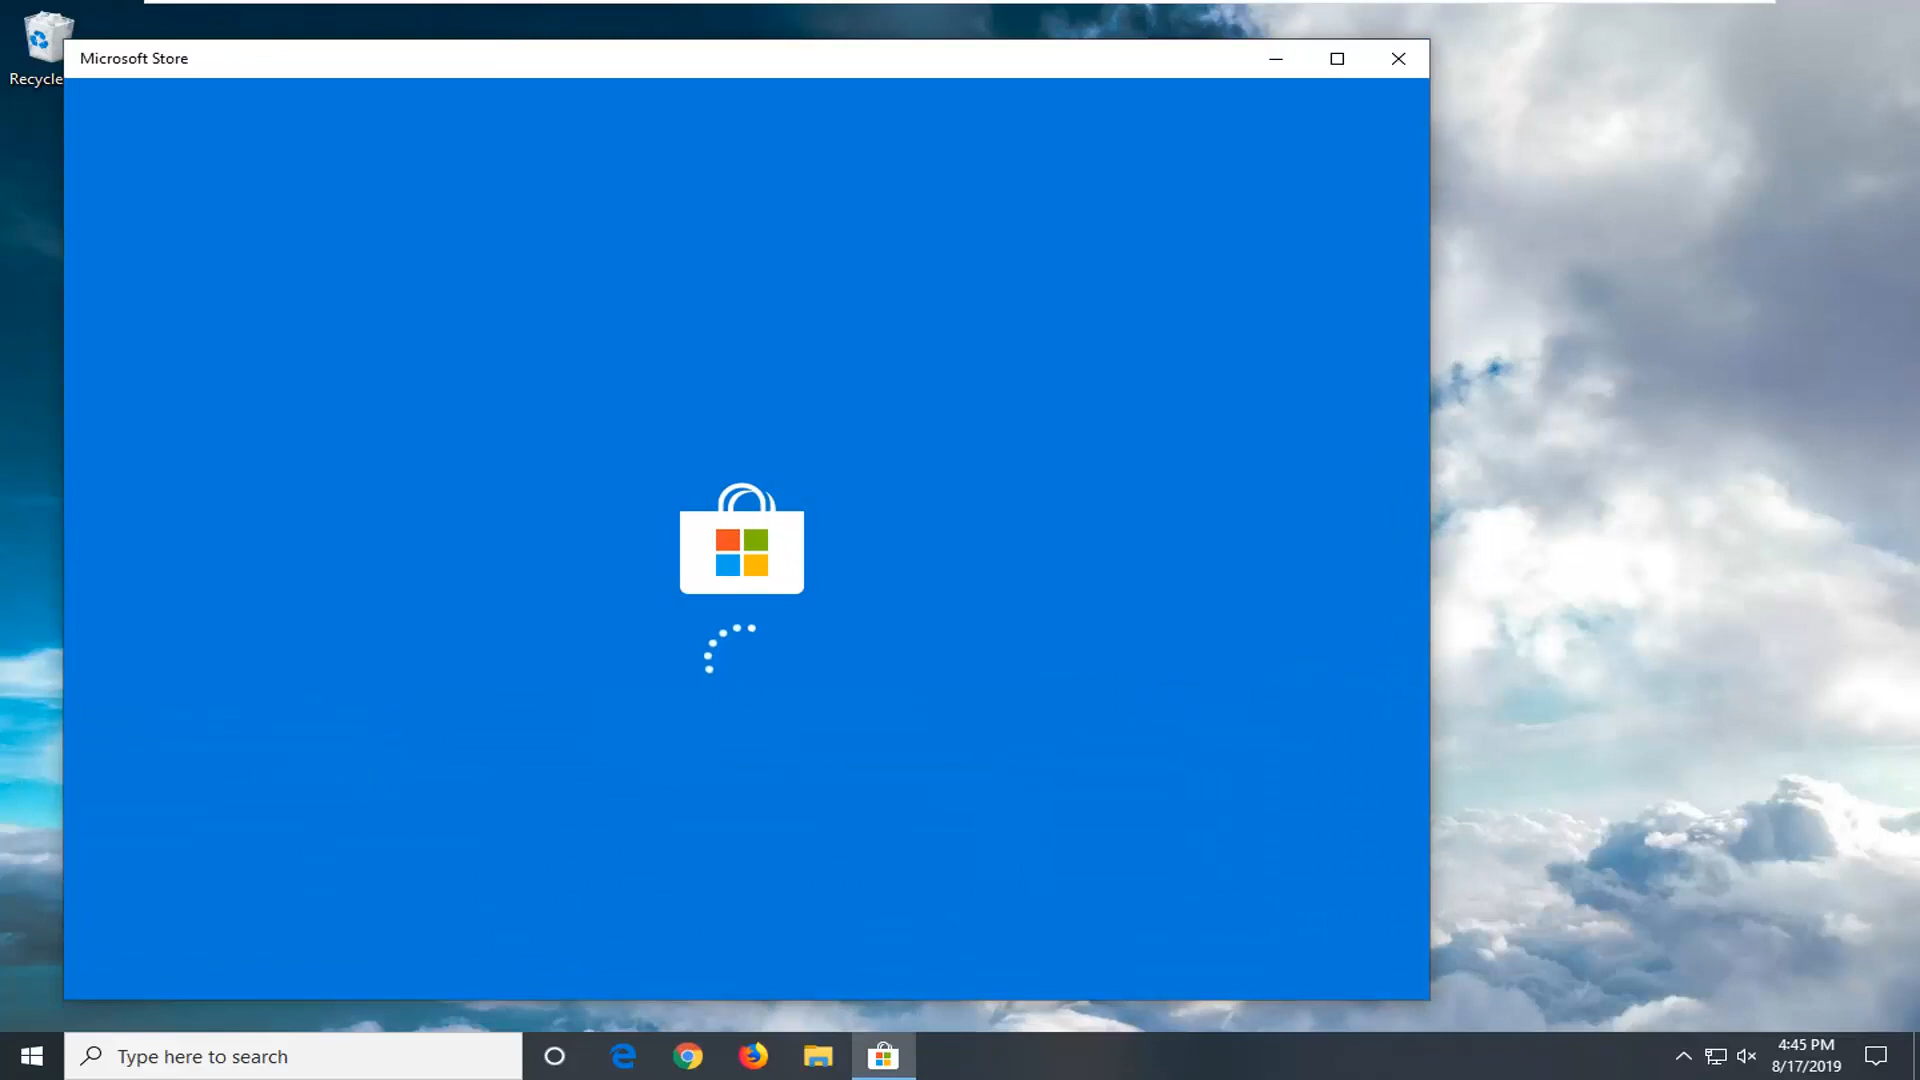 Microsoft Store
Recycle
Type here to search
4:45 PM
8/17/2019